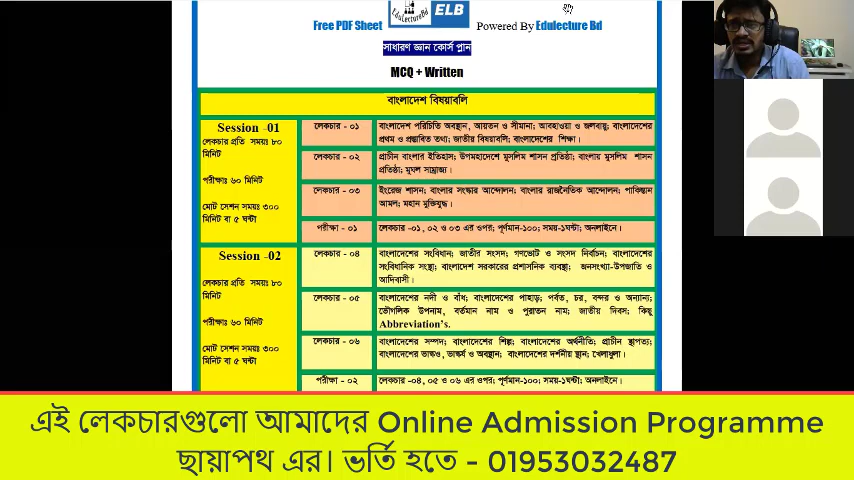 EduLectureBd
ELB
Free PDF Sheet
Powered By Edulecture Bd
সাধারণ জ্ঞান কোর্স প্লান
MCQ + Written
বাংলাদেশ বিষয়াবলি
Session -01
লেকচার প্রতি সময়ঃ ৮০
মিনিট
পরীক্ষাঃ ৬০ মিনিট
মোট সেশন সময়ঃ ৩০০
মিনিট বা ৫ ঘন্টা
লেকচার - ০১
বাংলাদেশ পরিচিতি অবস্থান, আয়তন ও সীমানা; আবহাওয়া ও জলবায়ু; বাংলাদেশের
প্রথম ও প্রস্তাবিত তথ্য; জাতীয় বিষয়াবলি; বাংলাদেশের শিক্ষা।
লেকচার - ০২
প্রাচীন বাংলার ইতিহাস; উপমহাদেশে মুসলিম শাসন প্রতিষ্ঠা; বাংলায় মুসলিম শাসন
প্রতিষ্ঠা; মুঘল সাম্রাজ্য।
লেকচার - ০৩
ইংরেজ শাসন; বাংলার সংস্কার আন্দোলন; বাংলার রাজনৈতিক আন্দোলন; পাকিস্তান
আমল; মহান মুক্তিযুদ্ধ।
পরীক্ষা - ০১
লেকচার -০১, ০২ ও ০৩ এর ওপর; পূর্ণমান-১০০; সময়-১ঘন্টা; অনলাইনে।
Session -02
লেকচার প্রতি সময়ঃ ৮০
মিনিট
পরীক্ষাঃ ৬০ মিনিট
মোট সেশন সময়ঃ ৩০০
মিনিট বা ৫ ঘন্টা
লেকচার - ০৪
বাংলাদেশের সংবিধান; জাতীর সংসদ; গণভোট ও সংসদ নির্বাচন; বাংলাদেশের
সংবিধানিক সংস্থা; বাংলাদেশ সরকারের প্রশাসনিক ব্যবস্থা; জনসংখ্যা-উপজাতি ও
আদিবাসী।
লেকচার - ০৫
বাংলাদেশের নদী ও বাঁধ; বাংলাদেশের পাহাড়; পর্বত, চর, বন্দর ও অন্যান্য;
ভৌগলিক উপনাম, বর্তমান নাম ও পুরাতন নাম; জাতীয় দিবস; কিছু
Abbreviation's.
লেকচার - ০৬
বাংলাদেশের সম্পদ; বাংলাদেশের শিল্প; বাংলাদেশের অর্থনীতি; প্রাচীন স্থাপত্য;
বাংলাদেশের ভাস্কর্য ও অবস্থান; বাংলাদেশের দর্শনীয় স্থান; খেলাধুলা।
পরীক্ষা - ০২
লেকচার -০৪, ০৫ ও ০৬ এর ওপর; পূর্ণমান-১০০; সময়-১ঘন্টা; অনলাইনে।
এই লেকচারগুলো আমাদের Online Admission Programme
ছায়াপথ এর। ভর্তি হতে - 01953032487